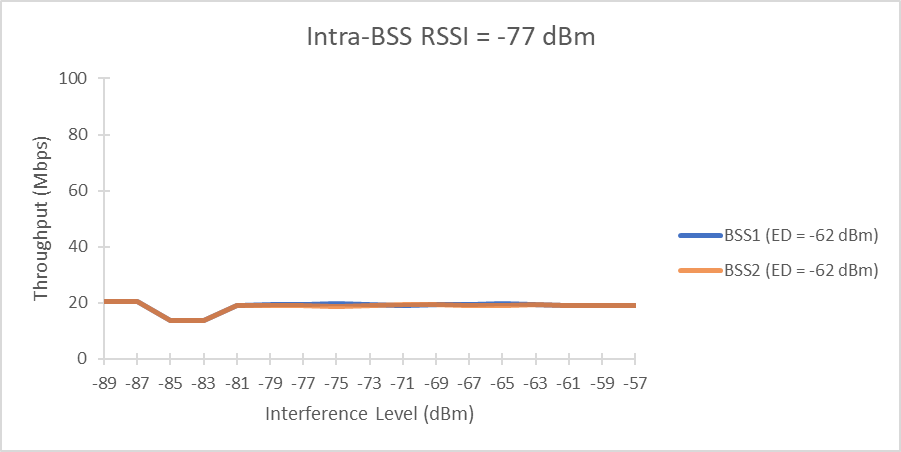 Intra-BSS RSSI = -77 dBm
100
80
60
40
20
0
Throughput (Mbps)
-89 -87 -85 -83 -81 -79 -77 -75 -73 -71 -69 -67 -65 -63 -61 -59 -57
Interference Level (dBm)
BSS1 (ED = -62 dBm)
BSS2 (ED = -62 dBm)